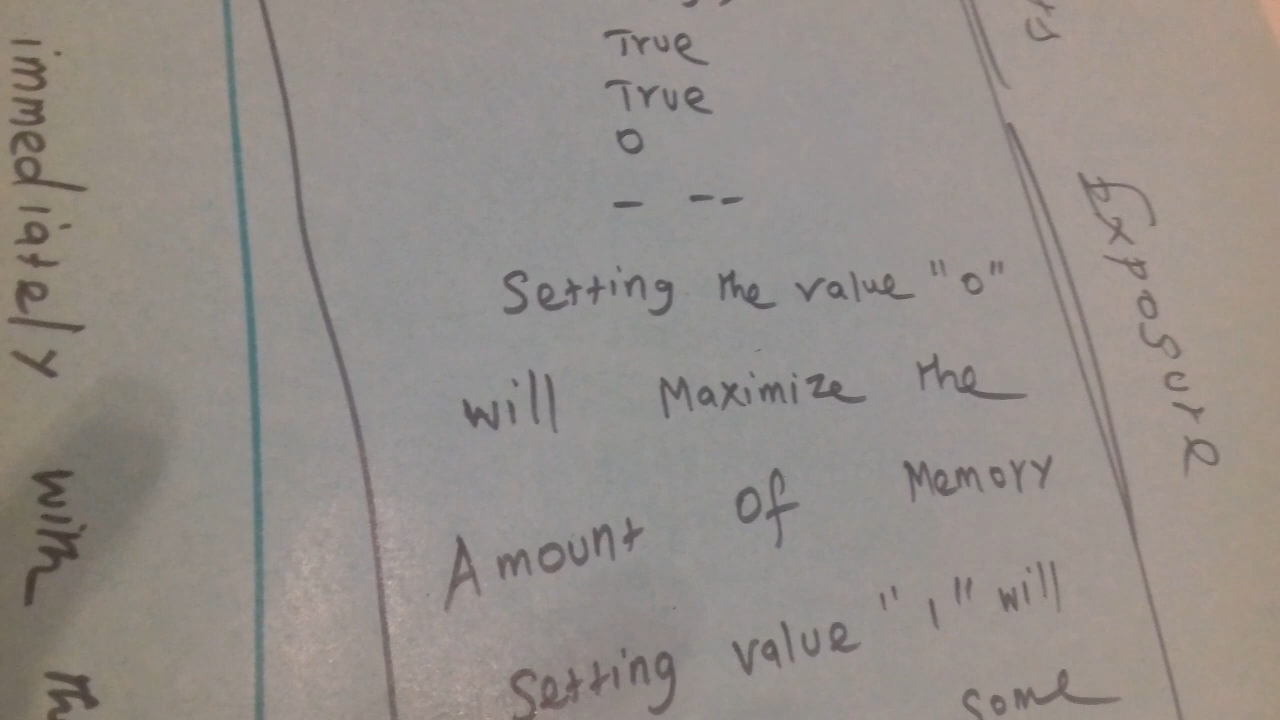 True
True
0
- --
Setting the value "0"
will Maximize the
Amount of Memory
Setting value "1" will
some
Exposure
immediately with